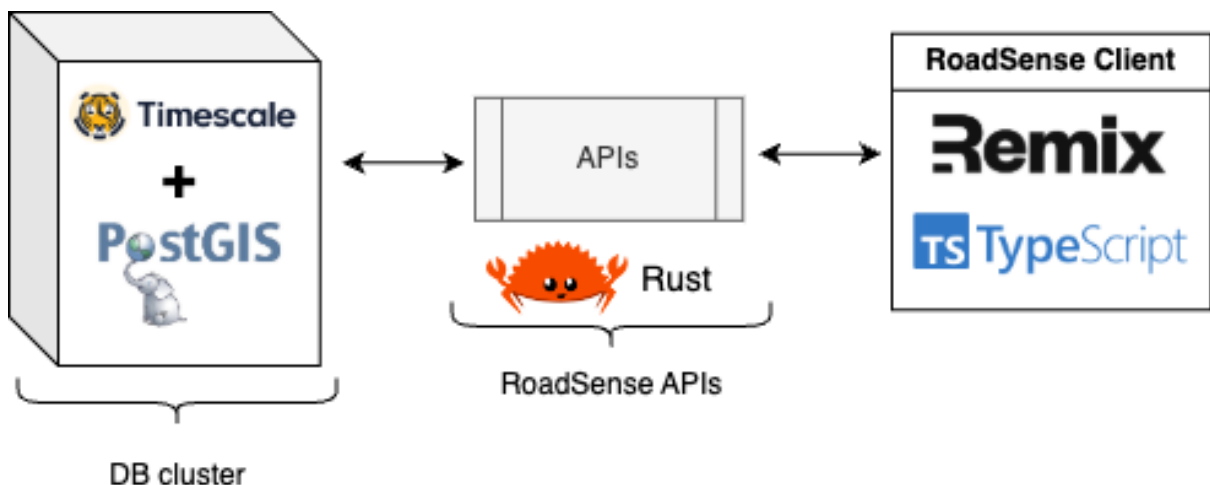 Timescale
+
PostGIS
DB cluster
APIs
Rust
RoadSense APIs
RoadSense Client
Remix
TS TypeScript